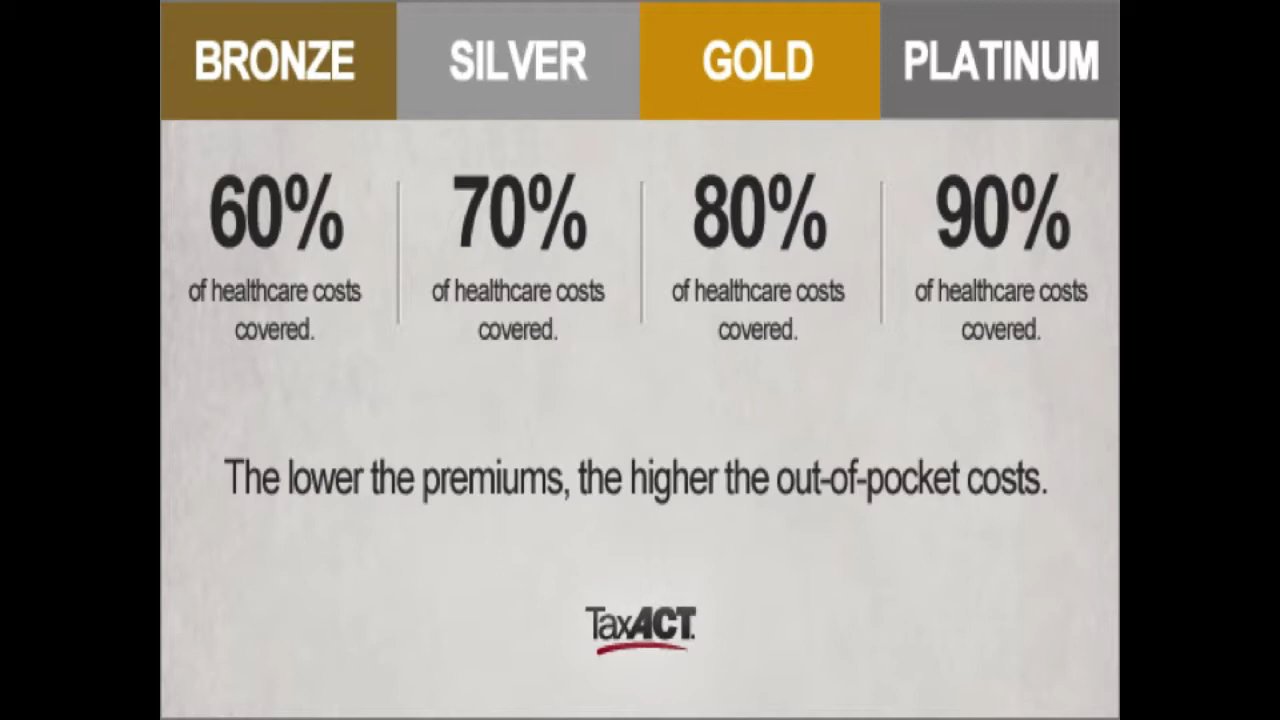 BRONZE SILVER GOLD PLATINUM
60% 70% 80% 90%
of healthcare costs of healthcare costs of healthcare costs of healthcare costs
covered. covered. covered. covered.
The lower the premiums, the higher the out-of-pocket costs.
TaxACT.